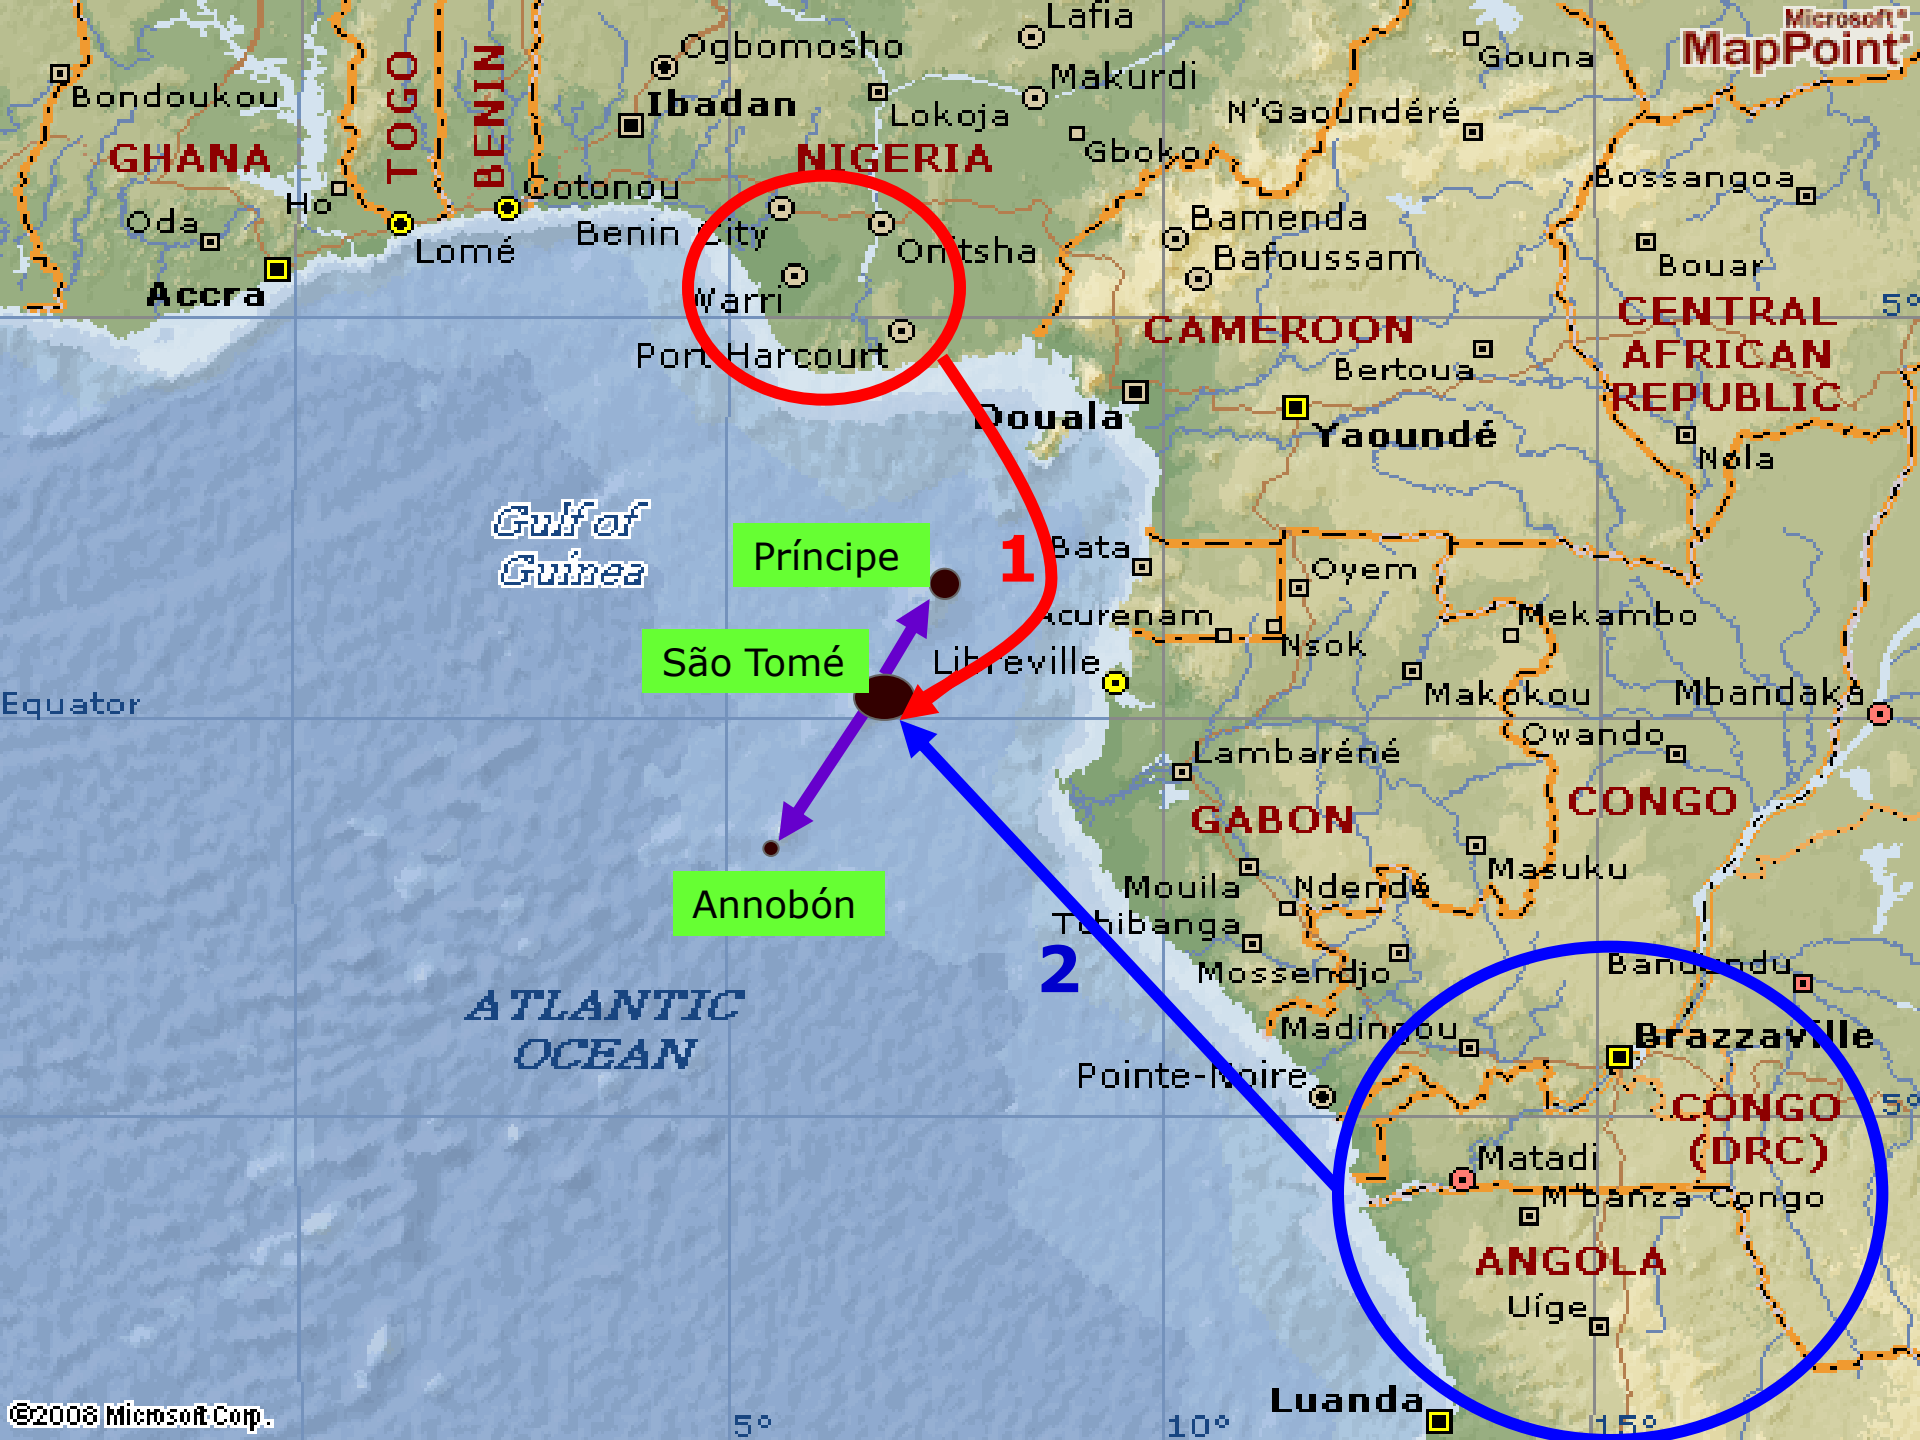 Microsoft®
MapPoint®
Lafia
Ogbomosho
Gouna
Makurdi
Bondoukou
TOGO
BENIN
Ibadan
Lokoja
N'Gaoundéré
Gboko
GHANA
NIGERIA
Bossangoa
Cotonou
Ho
Oda
Benin City
Bamenda
Lomé
Onitsha
Bafoussam
Bouar
Accra
Warri
5°
CENTRAL
AFRICAN
REPUBLIC
CAMEROON
Port Harcourt
Bertoua
Douala
Yaoundé
Nola
Gulf of
Guinea
Príncipe
1
Bata
Oyem
Acurenam
Mekambo
Nsok
São Tomé
Libreville
Makokou
Mbandaka
Equator
Owando
Lambaréné
GABON
CONGO
Masuku
Mouila
Ndendé
Annobón
Tchibanga
2
Mossendjo
Bandundu
ATLANTIC
OCEAN
Madingou
Brazzaville
Pointe-Noire
CONGO
(DRC)
5°
Matadi
M'banza Congo
ANGOLA
Uíge
Luanda
©2008 Microsoft Corp.
5°
10°
15°